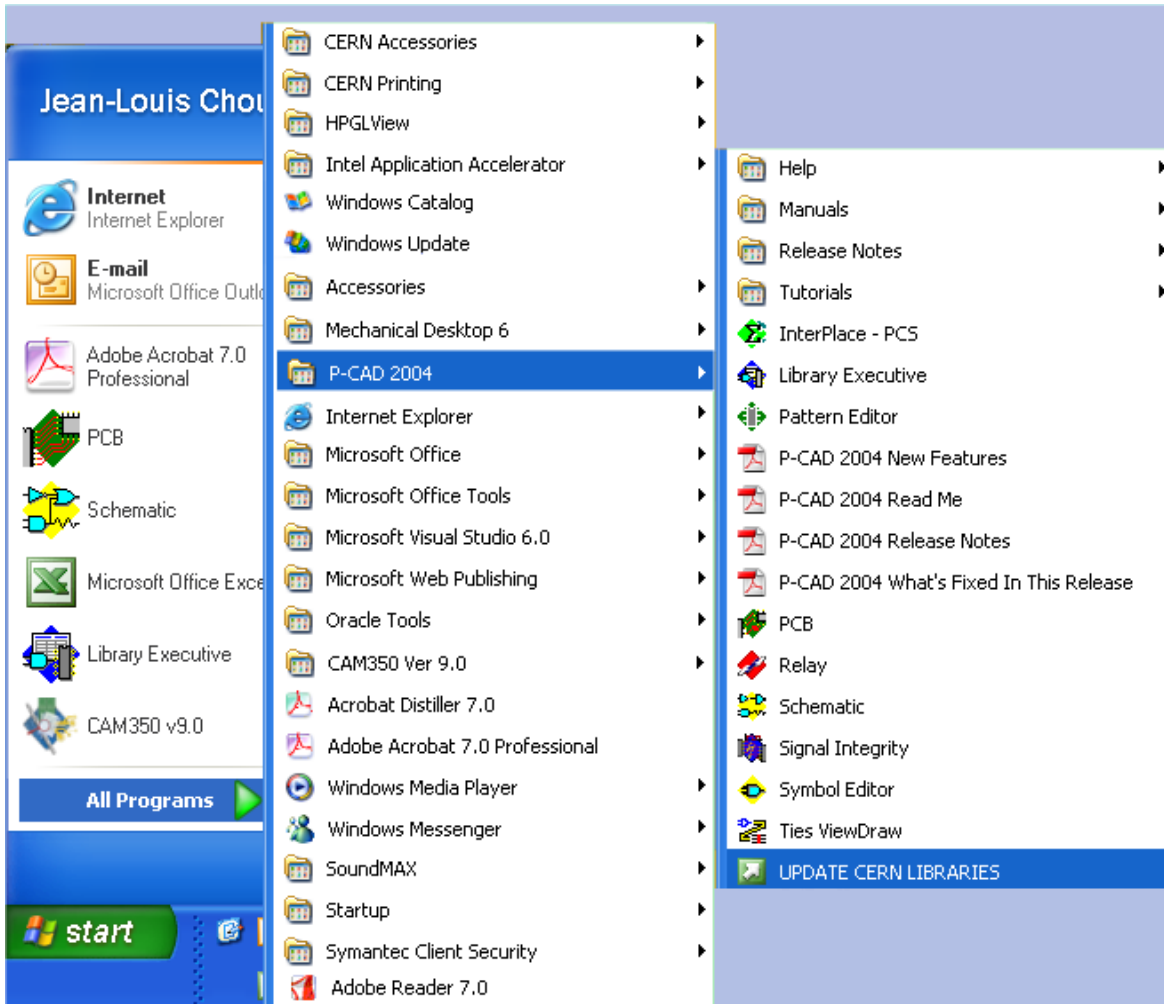 Jean-Louis Chou
Internet
Internet Explorer
E-mail
Microsoft Office Outlo
Adobe Acrobat 7.0
Professional
PCB
Schematic
Microsoft Office Exce
Library Executive
CAM350 v9.0
All Programs
start
CERN Accessories
CERN Printing
HPGLView
Intel Application Accelerator
Windows Catalog
Windows Update
Accessories
Mechanical Desktop 6
P-CAD 2004
Internet Explorer
Microsoft Office
Microsoft Office Tools
Microsoft Visual Studio 6.0
Microsoft Web Publishing
Oracle Tools
CAM350 Ver 9.0
Acrobat Distiller 7.0
Adobe Acrobat 7.0 Professional
Windows Media Player
Windows Messenger
SoundMAX
Startup
Symantec Client Security
Adobe Reader 7.0
Help
Manuals
Release Notes
Tutorials
InterPlace - PCS
Library Executive
Pattern Editor
P-CAD 2004 New Features
P-CAD 2004 Read Me
P-CAD 2004 Release Notes
P-CAD 2004 What's Fixed In This Release
PCB
Relay
Schematic
Signal Integrity
Symbol Editor
Ties ViewDraw
UPDATE CERN LIBRARIES